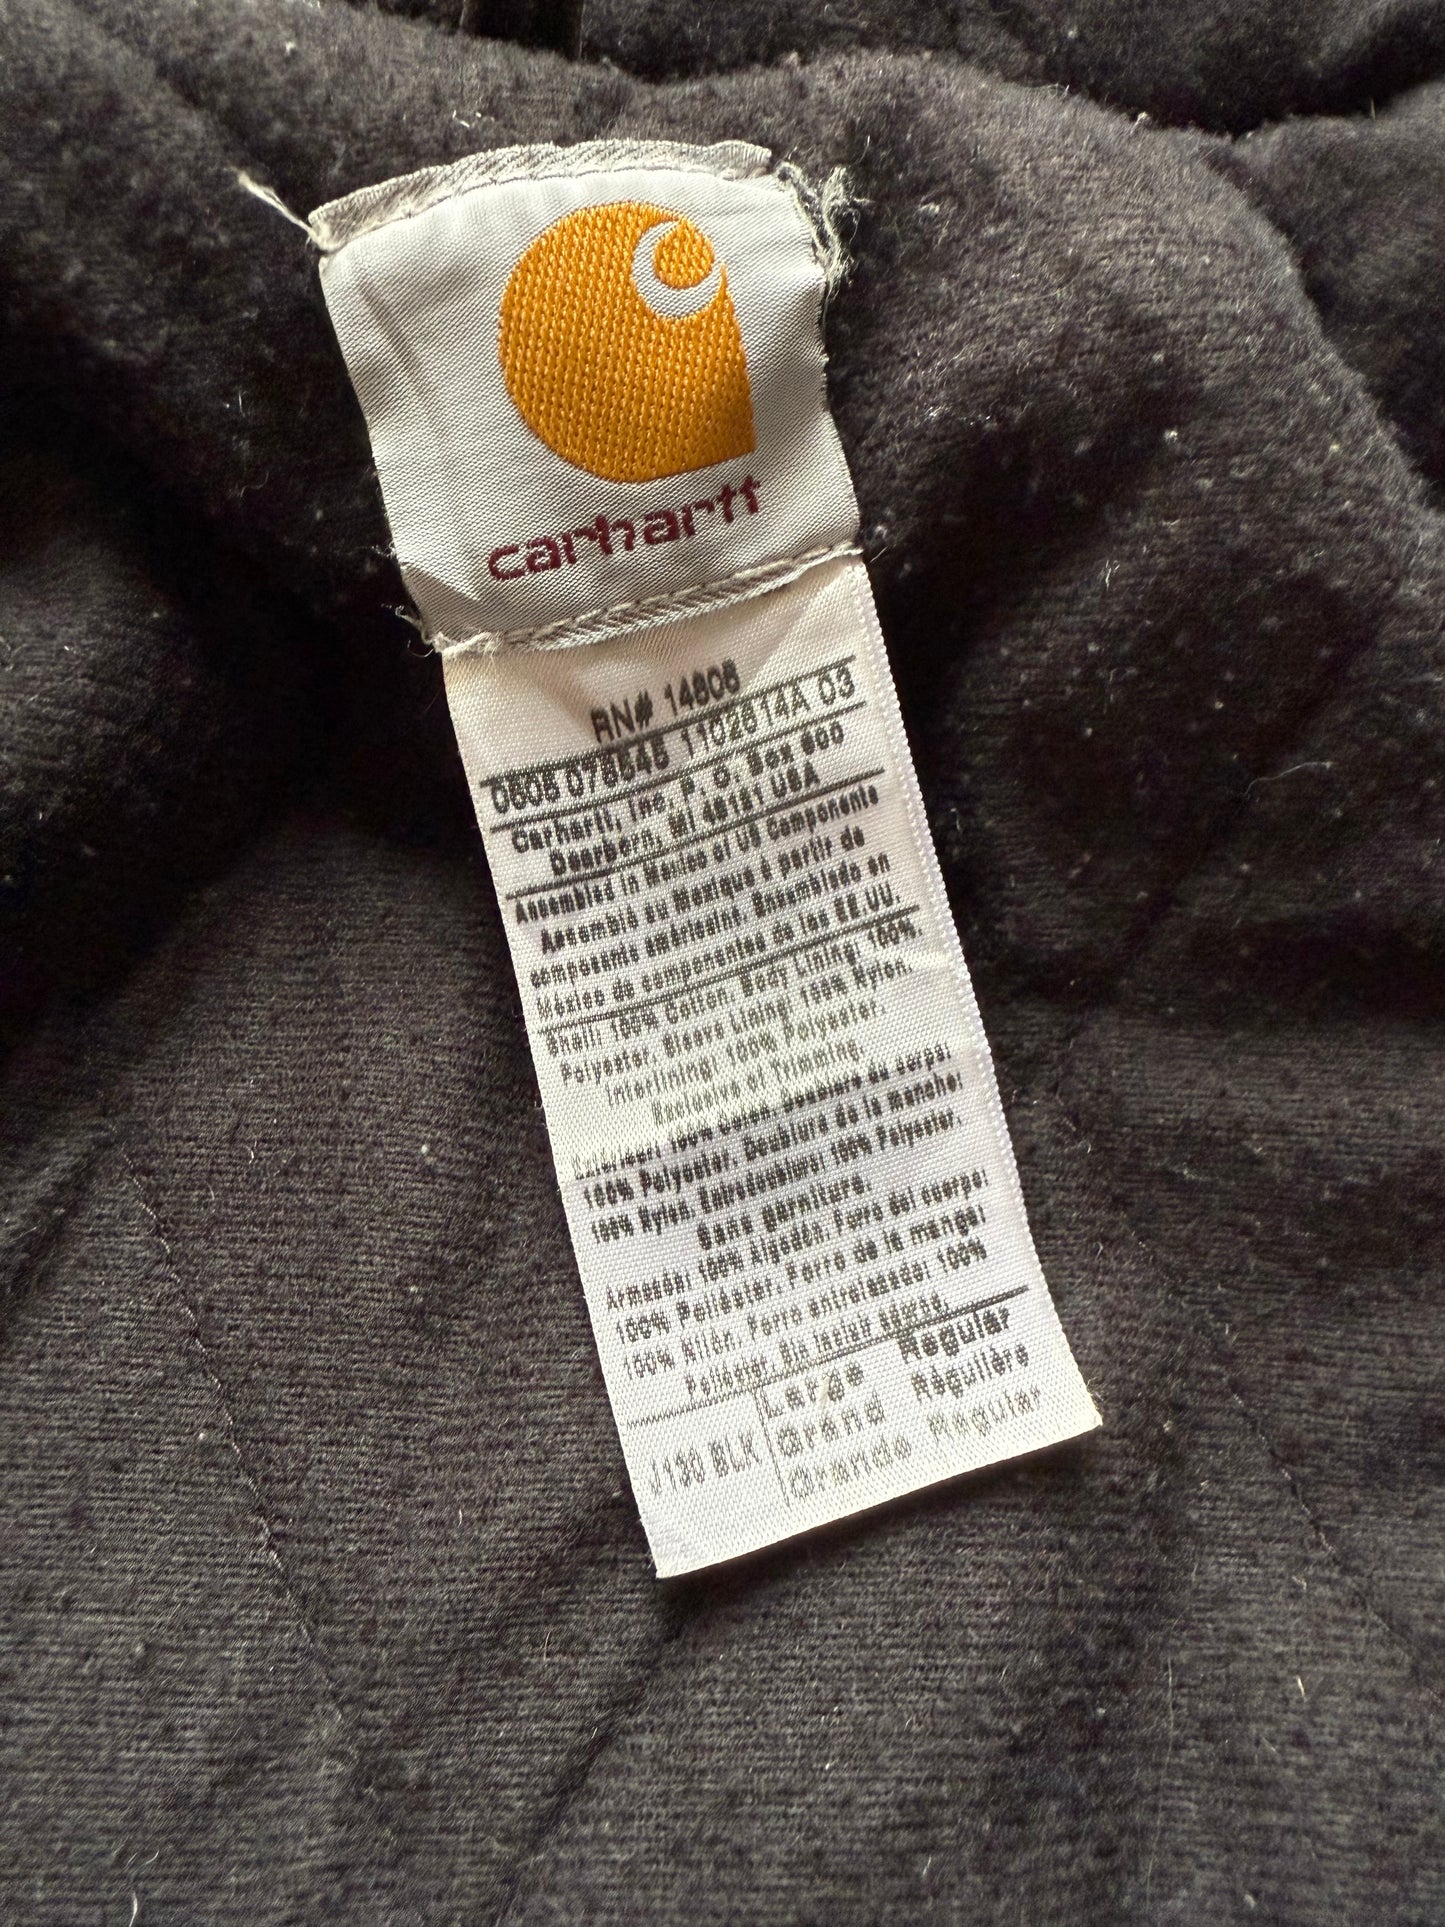 carhartt
RN# 14806
0605 078645 1102614A 03
Carhartt, Inc. P. O. Box 600
Dearborn, MI 48121 USA
Assembled in Mexico of US Components
Assemblé au Mexique à partir de
composants américains. Ensamblado en
México de componentes de los EE.UU.
Shell: 100% Cotton. Body Lining: 100%.
Polyester. Sleeve Lining: 100% Nylon.
Interlining: 100% Polyester.
Exclusive of Trimming.
Extérieur: 100% Coton. Doublure du corps:
100% Polyester. Doublure de la manche:
100% Nylon. Entredoublure: 100% Polyester.
Sans garniture.
Armazón: 100% Algodón. Forro del cuerpo:
100% Poliéster. Forro de la manga:
100% Nilón. Forro entrelazado: 100%
Poliéster. Sin incluir adorno.
J130 BLK
Large Regular
Grand Régulière
Grande Regular